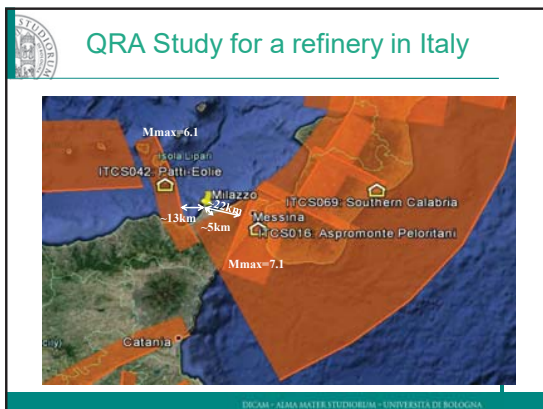 QRA Study for a refinery in Italy
Mmax=6.1
Isola Lipari
ITCS042: Patti-Eolie
Milazzo
~22km
ITCS069: Southern Calabria
~13km
Messina
~5km
ITCS016: Aspromonte Peloritani
Mmax=7.1
Catania
DICAM - ALMA MATER STUDIORUM - UNIVERSITÀ DI BOLOGNA